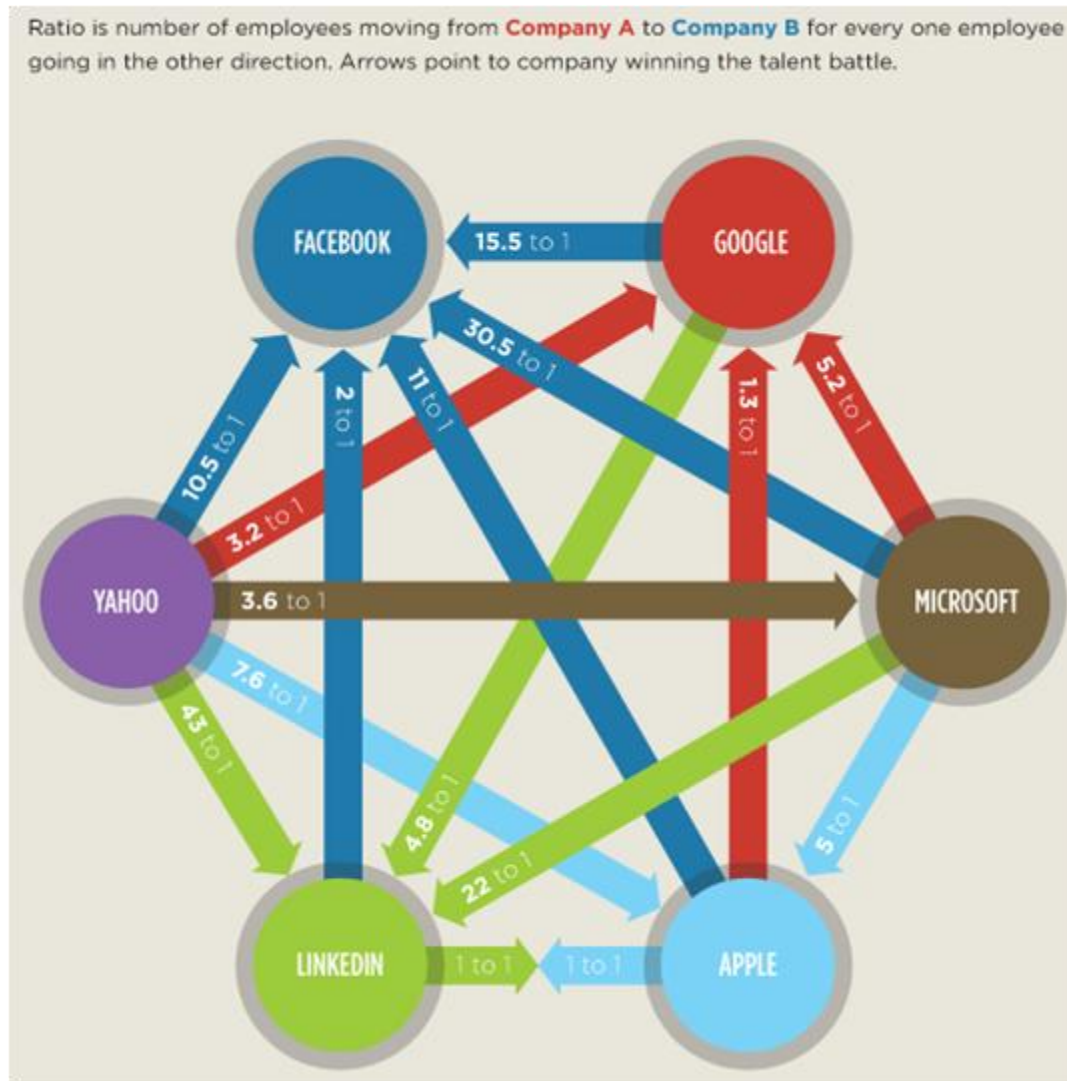 Ratio is number of employees moving from Company A to Company B for every one employee
going in the other direction. Arrows point to company winning the talent battle.
FACEBOOK
15.5 to 1
GOOGLE
30.5 to 1
11 to 1
2 to 1
1.3 to 1
5.2 to 1
10.5 to 1
3.2 to 1
YAHOO
3.6 to 1
MICROSOFT
7.6 to 1
43 to 1
4.8 to 1
22 to 1
5 to 1
LINKEDIN
1 to 1
1 to 1
APPLE